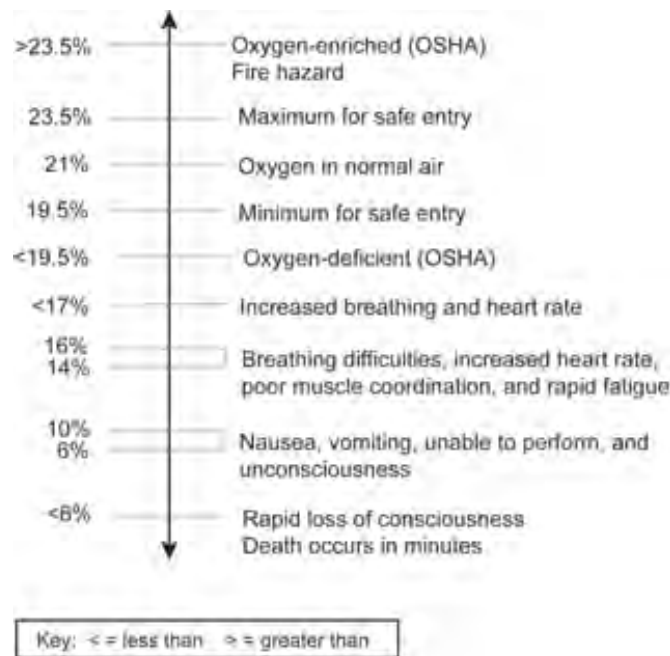 >23.5% Oxygen-enriched (OSHA)
Fire hazard
23.5% Maximum for safe entry
21% Oxygen in normal air
19.5% Minimum for safe entry
<19.5% Oxygen-deficient (OSHA)
<17% Increased breathing and heart rate
16%
14% Breathing difficulties, increased heart rate,
poor muscle coordination, and rapid fatigue
10%
6% Nausea, vomiting, unable to perform, and
unconsciousness
<6% Rapid loss of consciousness
Death occurs in minutes
Key: < = less than > = greater than